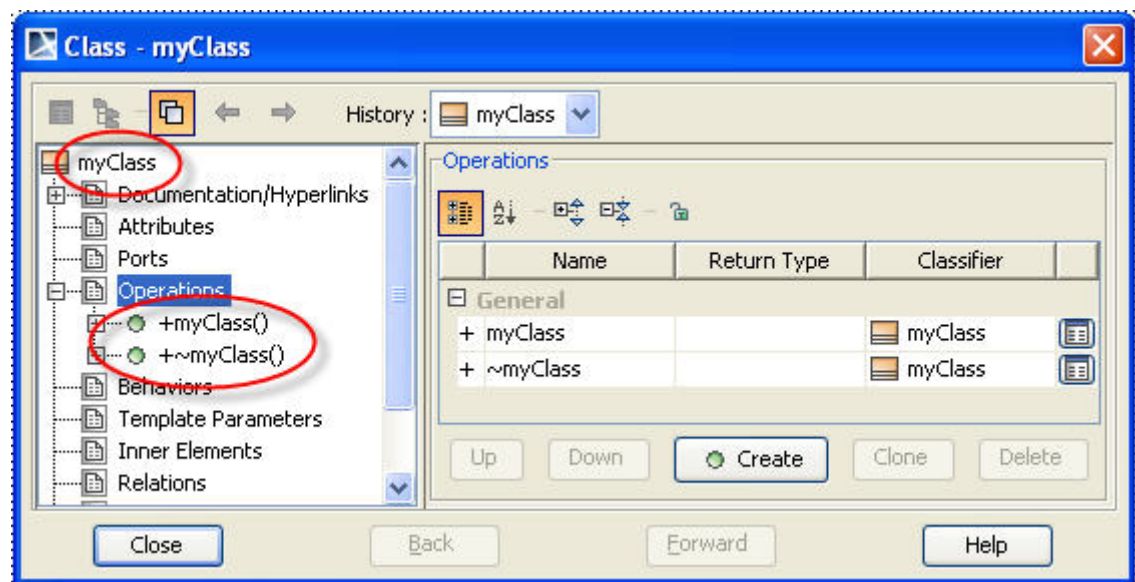 Class - myClass
History : myClass
myClass
Documentation/Hyperlinks
Attributes
Ports
Operations
+myClass()
+~myClass()
Behaviors
Template Parameters
Inner Elements
Relations
Operations
Name Return Type Classifier
General
+ myClass myClass
+ ~myClass myClass
Up Down Create Clone Delete
Close Back Forward Help